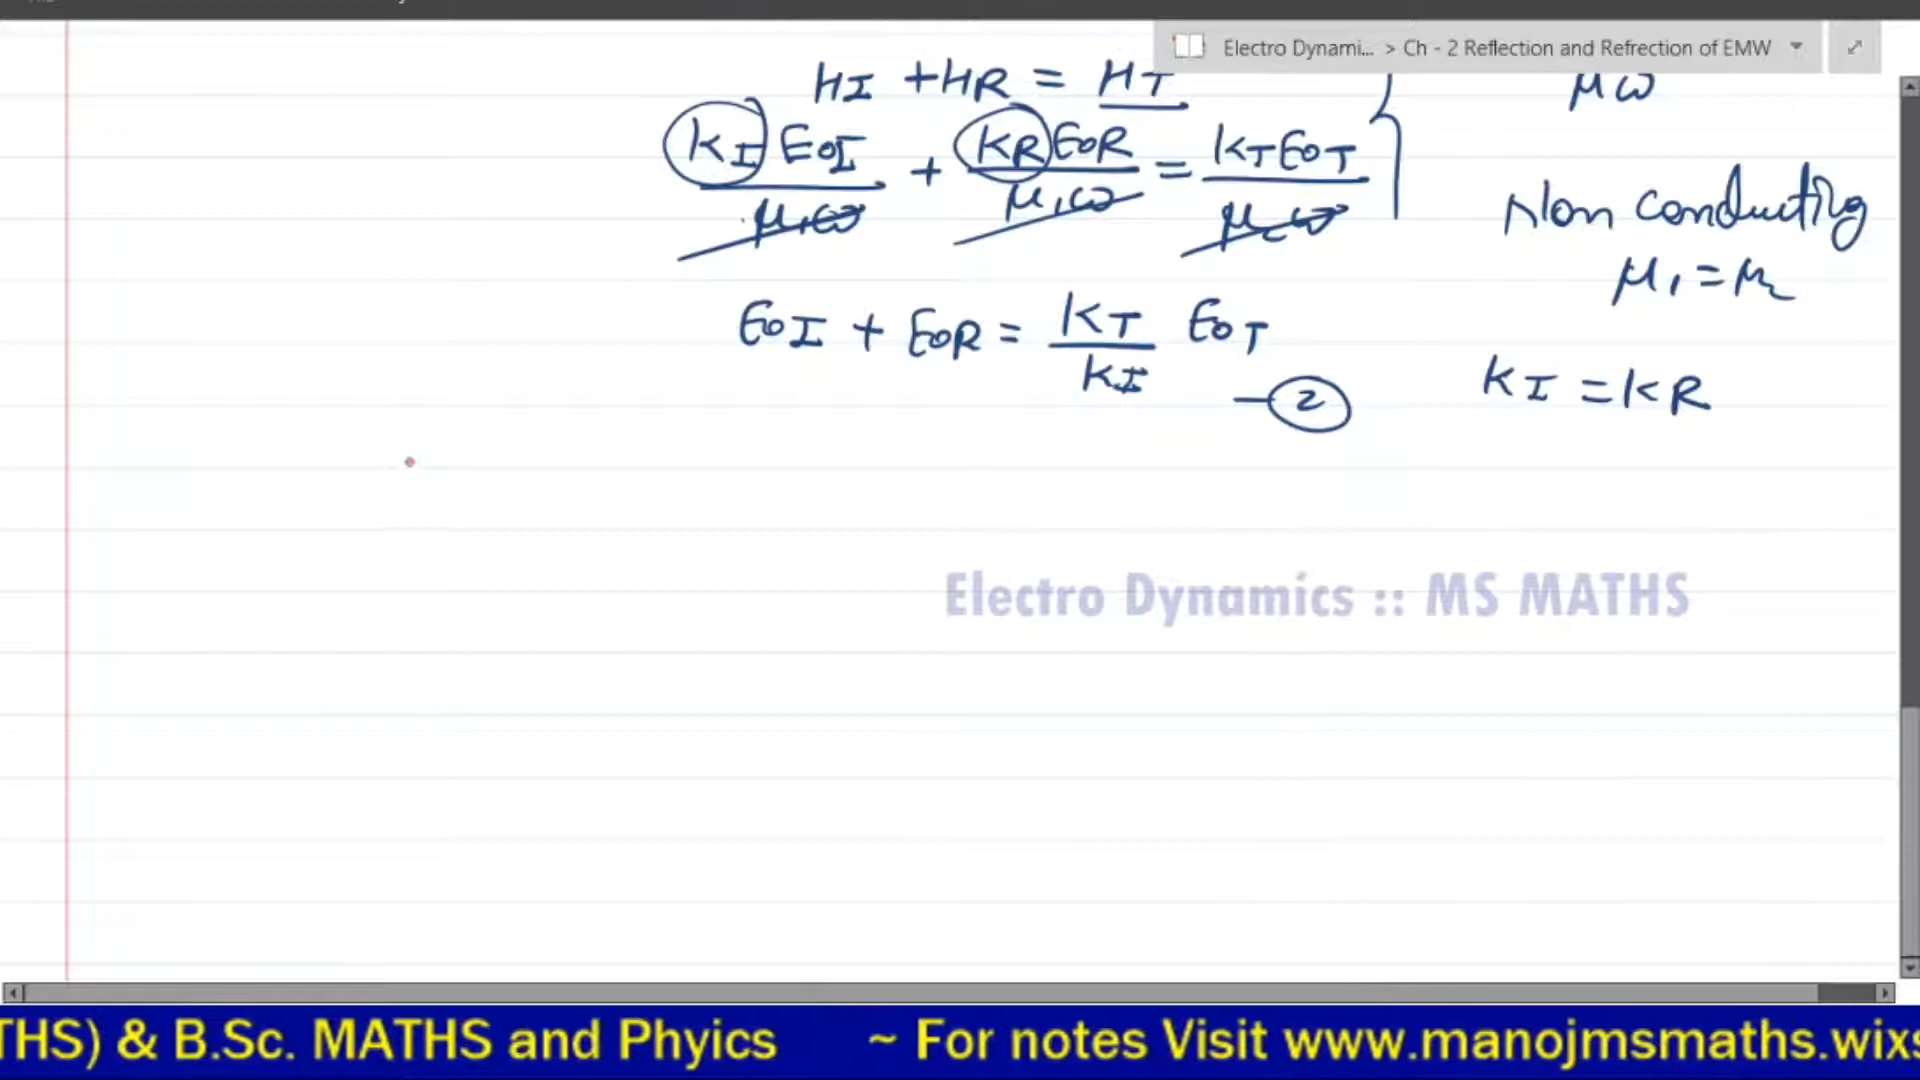 Electro Dynami... > Ch - 2 Reflection and Refrection of EMW
HI + HR = HT
μω
KI E0I / μ1ω + KR E0R / μ1ω = KT E0T / μ2ω
Non conducting
μ1 = μ2
E0I + E0R = KT / KI E0T
— 2
KI = KR
Electro Dynamics :: MS MATHS
THS) & B.Sc. MATHS and Phyics ~ For notes Visit www.manojmsmaths.wixs